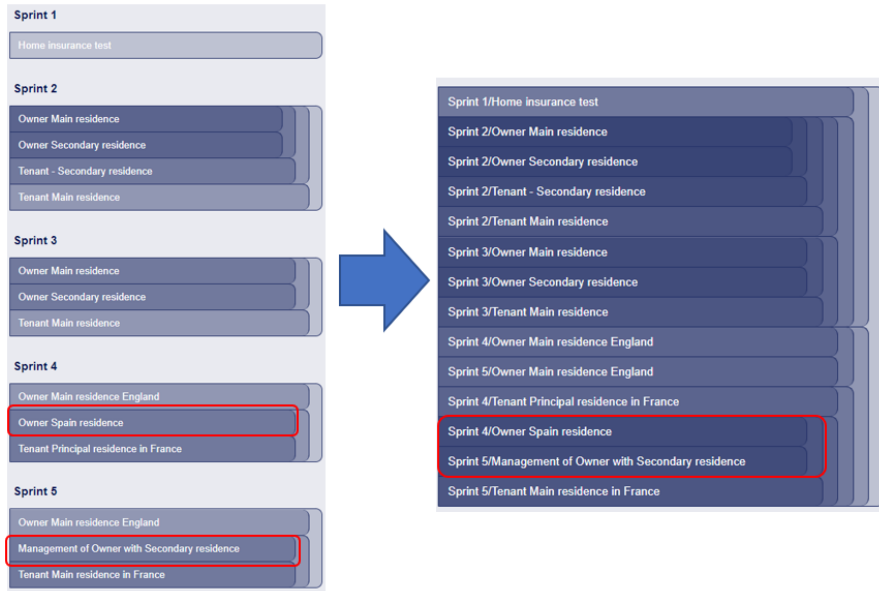 Sprint 1
Home insurance test
Sprint 2
Owner Main residence
Owner Secondary residence
Tenant - Secondary residence
Tenant Main residence
Sprint 3
Owner Main residence
Owner Secondary residence
Tenant Main residence
Sprint 4
Owner Main residence England
Owner Spain residence
Tenant Principal residence in France
Sprint 5
Owner Main residence England
Management of Owner with Secondary residence
Tenant Main residence in France
Sprint 1/Home insurance test
Sprint 2/Owner Main residence
Sprint 2/Owner Secondary residence
Sprint 2/Tenant - Secondary residence
Sprint 2/Tenant Main residence
Sprint 3/Owner Main residence
Sprint 3/Owner Secondary residence
Sprint 3/Tenant Main residence
Sprint 4/Owner Main residence England
Sprint 5/Owner Main residence England
Sprint 4/Tenant Principal residence in France
Sprint 4/Owner Spain residence
Sprint 5/Management of Owner with Secondary residence
Sprint 5/Tenant Main residence in France